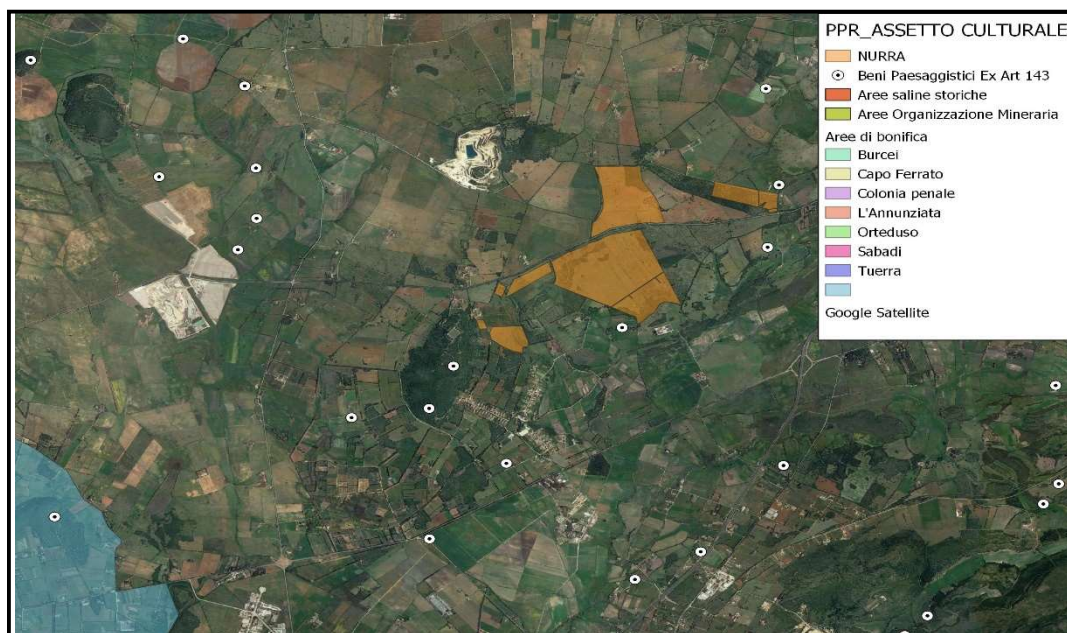 PPR_ASSETTO CULTURALE
NURRA
Beni Paesaggistici Ex Art 143
Aree saline storiche
Aree Organizzazione Mineraria
Aree di bonifica
Burcei
Capo Ferrato
Colonia penale
L'Annunziata
Orteduso
Sabadi
Tuerra
Google Satellite